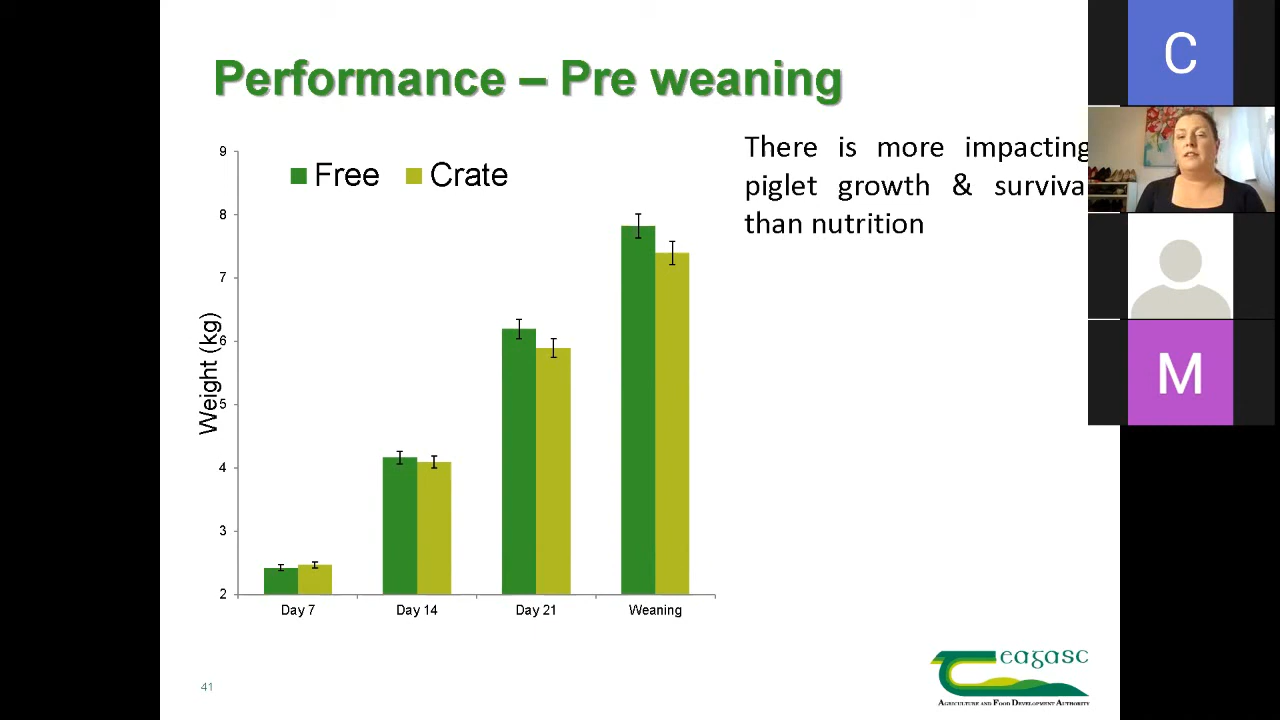 Performance – Pre weaning
C
There is more impacting
piglet growth & surviva
than nutrition
Free
Crate
9
8
7
6
5
4
3
2
Weight (kg)
Day 7
Day 14
Day 21
Weaning
M
41
Teagasc
AGRICULTURE AND FOOD DEVELOPMENT AUTHORITY